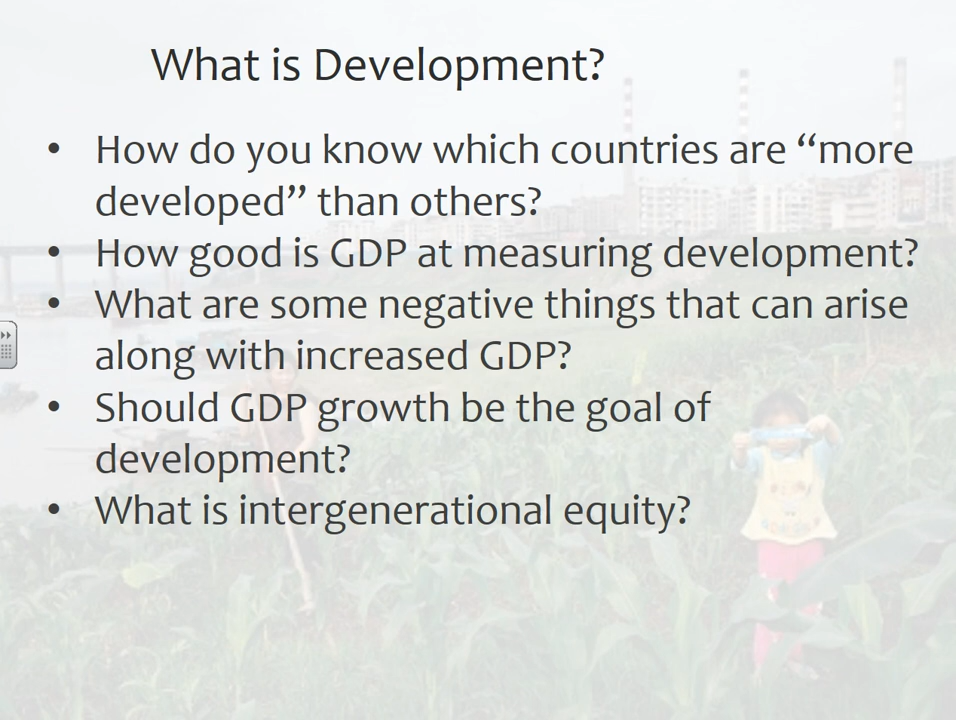 What is Development?
• How do you know which countries are “more
developed” than others?
• How good is GDP at measuring development?
• What are some negative things that can arise
along with increased GDP?
• Should GDP growth be the goal of
development?
• What is intergenerational equity?